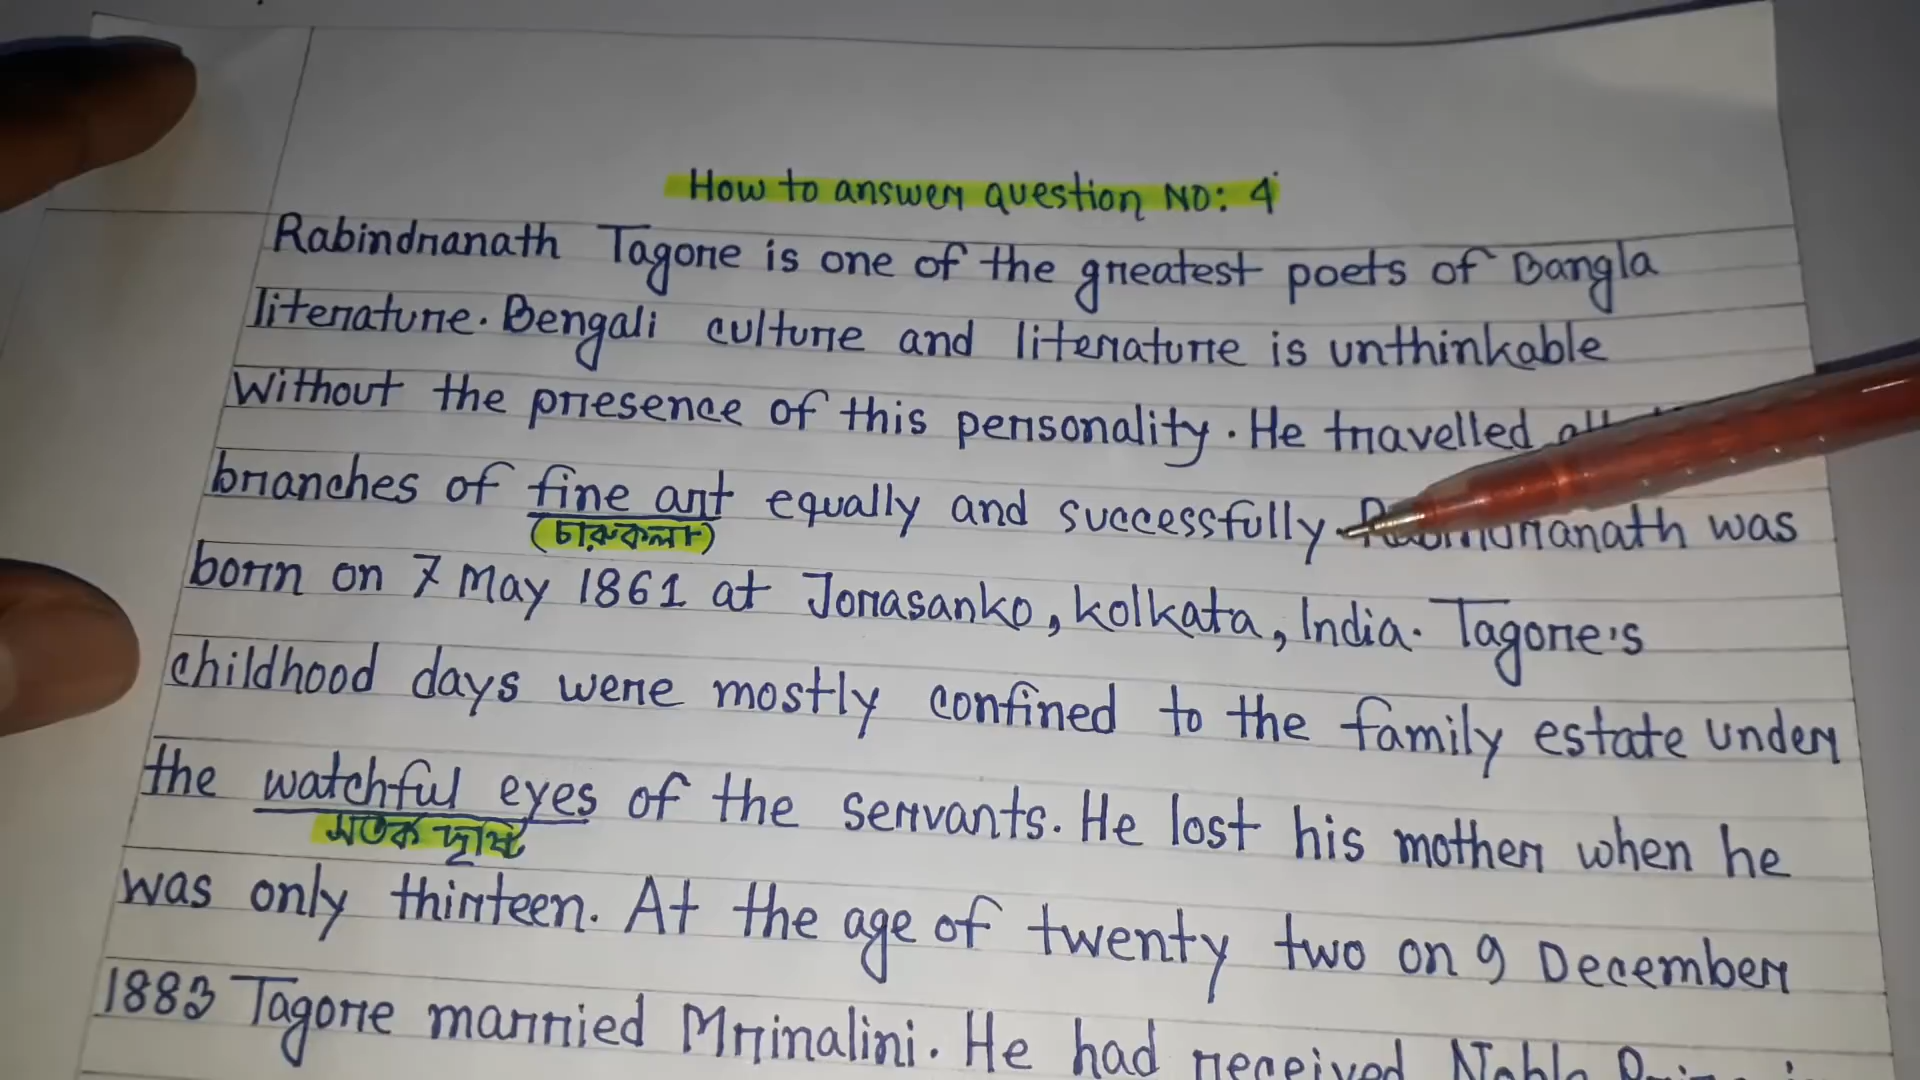 How to answer question NO: 4
Rabindranath Tagore is one of the greatest poets of Bangla
literature. Bengali culture and literature is unthinkable
Without the presence of this personality. He travelled all
branches of fine art equally and successfully. Rabindranath was
(চারুকলা)
born on 7 May 1861 at Jorasanko, Kolkata, India. Tagore's
childhood days were mostly confined to the family estate under
the watchful eyes of the servants. He lost his mother when he
সতর্ক দৃষ্টি
was only thirteen. At the age of twenty two on 9 December
1883 Tagore married Mrinalini. He had received